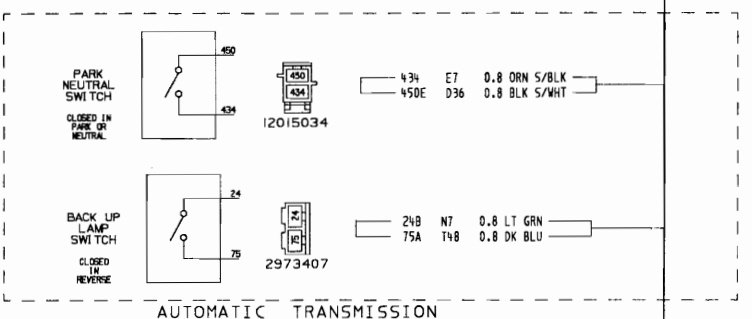 PARK
NEUTRAL
SWITCH
CLOSED IN
PARK OR
NEUTRAL
450
434
450
434
12015034
434 E7 0.8 ORN S/BLK
450E D36 0.8 BLK S/WHT
BACK UP
LAMP
SWITCH
CLOSED
IN
REVERSE
24
75
24
75
2973407
24B N7 0.8 LT GRN
75A T48 0.8 DK BLU
AUTOMATIC TRANSMISSION